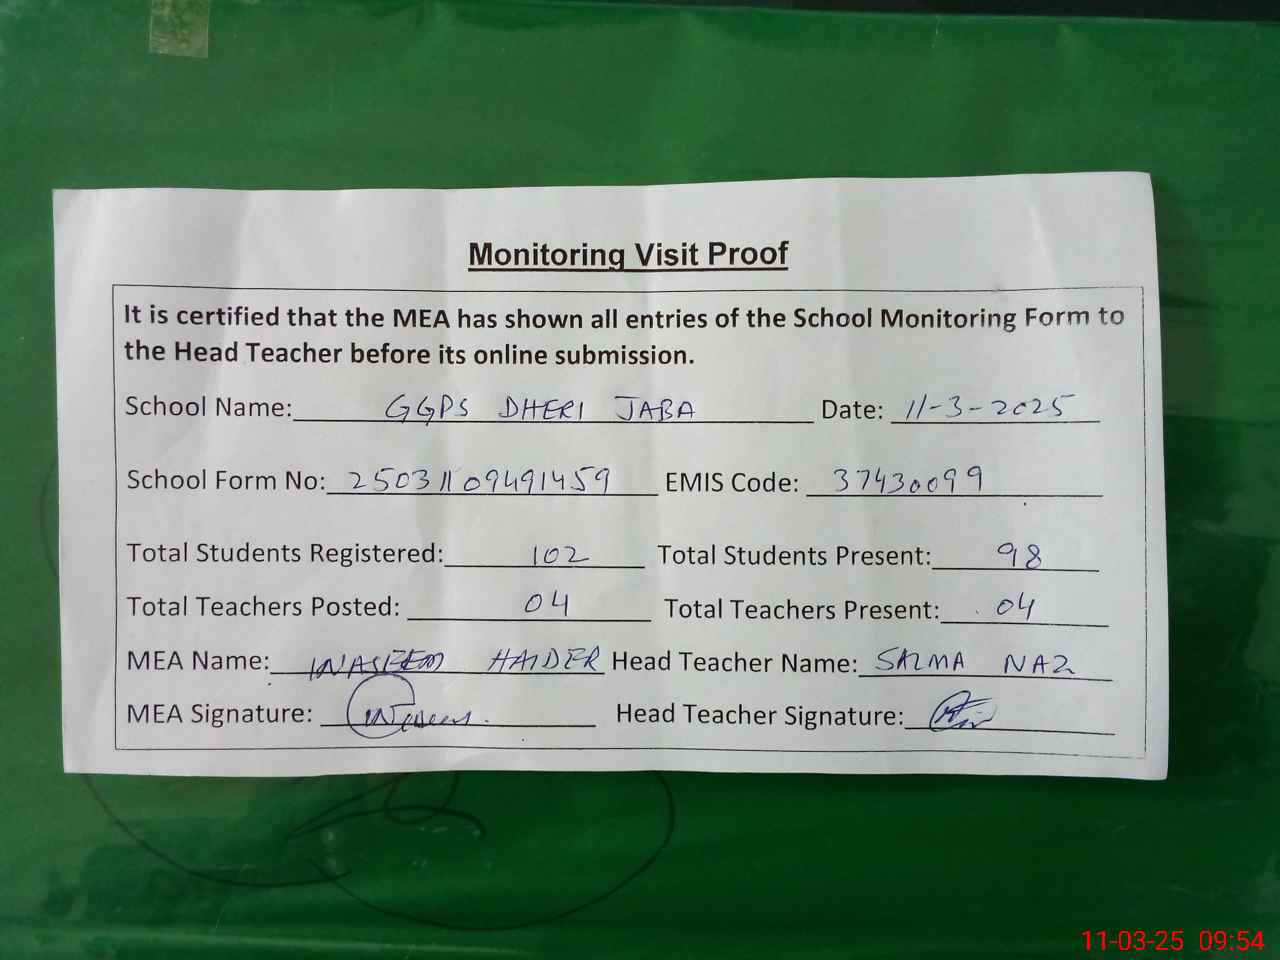 Monitoring Visit Proof
It is certified that the MEA has shown all entries of the School Monitoring Form to
the Head Teacher before its online submission.
School Name: GGPS DHERI JABA Date: 11-3-2025
School Form No: 25031109491459 EMIS Code: 37430099
Total Students Registered: 102 Total Students Present: 98
Total Teachers Posted: 04 Total Teachers Present: 04
MEA Name: WASEEM HAIDER Head Teacher Name: SALMA NAZ
MEA Signature: Waseem. Head Teacher Signature:
11-03-25 09:54